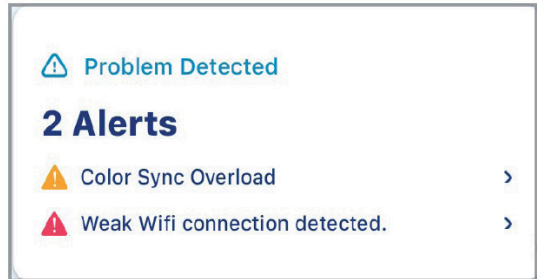 Problem Detected
2 Alerts
Color Sync Overload
Weak Wifi connection detected.